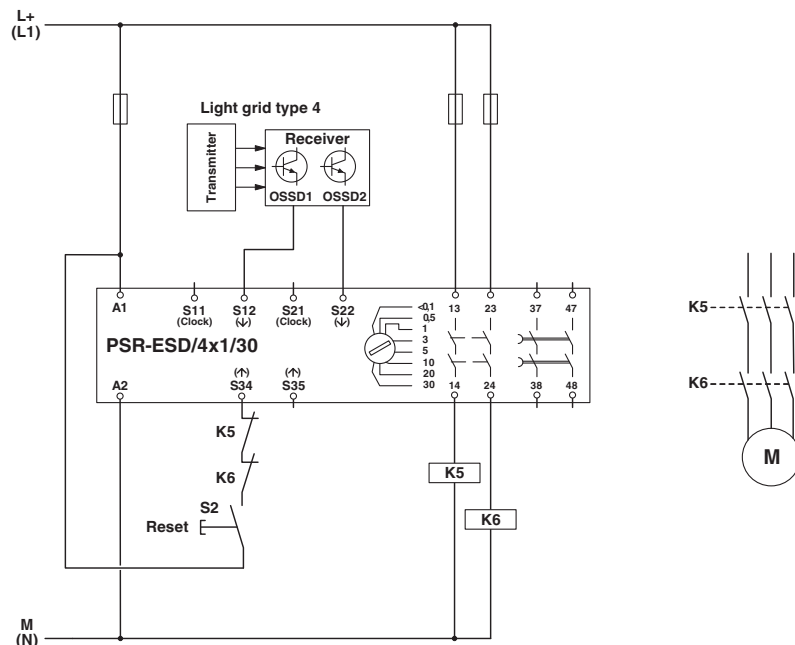 L+
(L1)
Light grid type 4
Transmitter
Receiver
OSSD1 OSSD2
A1
S11
(Clock)
S12
(↓)
S21
(Clock)
S22
(↓)
<0,1
0,5
1
3
5
10
20
30
13 23 37 47
PSR-ESD/4x1/30
A2
(↑)
S34
(↑)
S35
14 24 38 48
K5
K6
S2
Reset
K5
K6
M
(N)
K5
K6
M